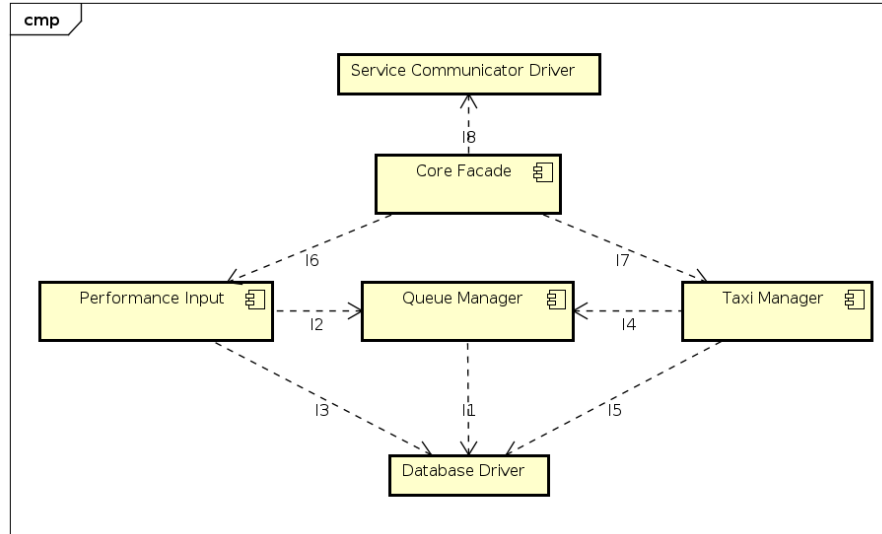 cmp
Service Communicator Driver
I8
Core Facade
I6
I7
Performance Input
Queue Manager
Taxi Manager
I2
I4
I3
I1
I5
Database Driver